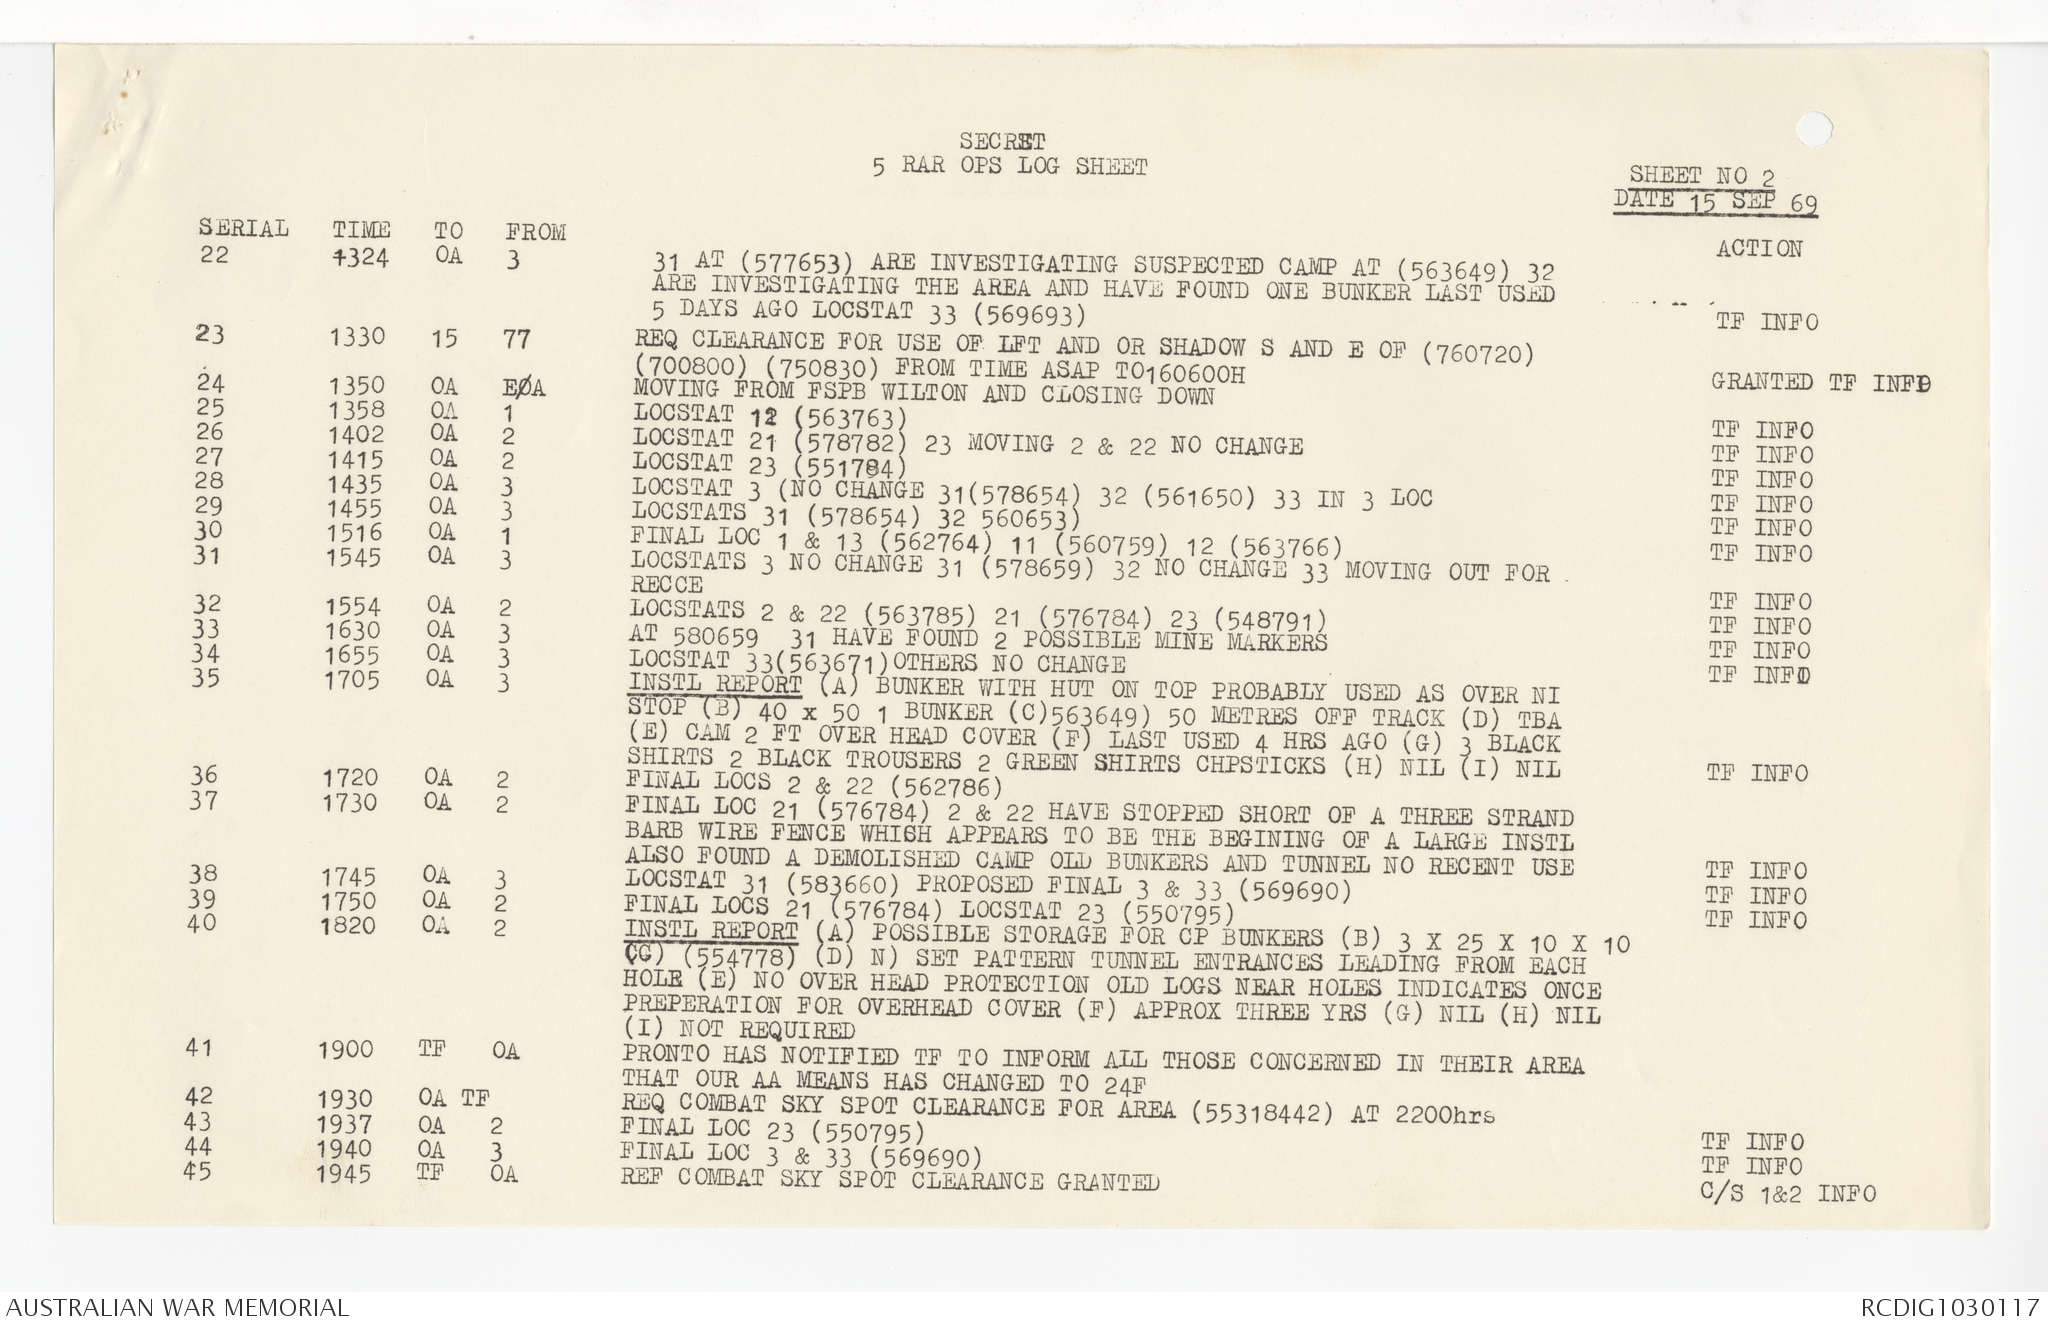 SECRET
5 RAR OPS LOG SHEET
SHEET NO 2
DATE 15 SEP 69
SERIAL TIME TO FROM ACTION
22 1324 OA 3 31 AT (577653) ARE INVESTIGATING SUSPECTED CAMP AT (563649) 32
ARE INVESTIGATING THE AREA AND HAVE FOUND ONE BUNKER LAST USED
5 DAYS AGO LOCSTAT 33 (569693) TF INFO
23 1330 15 77 REQ CLEARANCE FOR USE OF LFT AND OR SHADOW S AND E OF (760720)
(700800) (750830) FROM TIME ASAP TO160600H GRANTED TF INFO
24 1350 OA EØA MOVING FROM FSPB WILTON AND CLOSING DOWN
25 1358 OA 1 LOCSTAT 12 (563763) TF INFO
26 1402 OA 2 LOCSTAT 21 (578782) 23 MOVING 2 & 22 NO CHANGE TF INFO
27 1415 OA 2 LOCSTAT 23 (551784) TF INFO
28 1435 OA 3 LOCSTAT 3 (NO CHANGE 31(578654) 32 (561650) 33 IN 3 LOC TF INFO
29 1455 OA 3 LOCSTATS 31 (578654) 32 560653) TF INFO
30 1516 OA 1 FINAL LOC 1 & 13 (562764) 11 (560759) 12 (563766) TF INFO
31 1545 OA 3 LOCSTATS 3 NO CHANGE 31 (578659) 32 NO CHANGE 33 MOVING OUT FOR
RECCE TF INFO
32 1554 OA 2 LOCSTATS 2 & 22 (563785) 21 (576784) 23 (548791) TF INFO
33 1630 OA 3 AT 580659 31 HAVE FOUND 2 POSSIBLE MINE MARKERS TF INFO
34 1655 OA 3 LOCSTAT 33(563671)OTHERS NO CHANGE TF INFO
35 1705 OA 3 INSTL REPORT (A) BUNKER WITH HUT ON TOP PROBABLY USED AS OVER NI
STOP (B) 40 x 50 1 BUNKER (C)563649) 50 METRES OFF TRACK (D) TBA
(E) CAM 2 FT OVER HEAD COVER (F) LAST USED 4 HRS AGO (G) 3 BLACK
SHIRTS 2 BLACK TROUSERS 2 GREEN SHIRTS CHPSTICKS (H) NIL (I) NIL TF INFO
36 1720 OA 2 FINAL LOCS 2 & 22 (562786)
37 1730 OA 2 FINAL LOC 21 (576784) 2 & 22 HAVE STOPPED SHORT OF A THREE STRAND
BARB WIRE FENCE WHICH APPEARS TO BE THE BEGINING OF A LARGE INSTL
ALSO FOUND A DEMOLISHED CAMP OLD BUNKERS AND TUNNEL NO RECENT USE TF INFO
38 1745 OA 3 LOCSTAT 31 (583660) PROPOSED FINAL 3 & 33 (569690) TF INFO
39 1750 OA 2 FINAL LOCS 21 (576784) LOCSTAT 23 (550795) TF INFO
40 1820 OA 2 INSTL REPORT (A) POSSIBLE STORAGE FOR CP BUNKERS (B) 3 X 25 X 10 X 10
(C) (554778) (D) N) SET PATTERN TUNNEL ENTRANCES LEADING FROM EACH
HOLE (E) NO OVER HEAD PROTECTION OLD LOGS NEAR HOLES INDICATES ONCE
PREPERATION FOR OVERHEAD COVER (F) APPROX THREE YRS (G) NIL (H) NIL
(I) NOT REQUIRED
41 1900 TF OA PRONTO HAS NOTIFIED TF TO INFORM ALL THOSE CONCERNED IN THEIR AREA
THAT OUR AA MEANS HAS CHANGED TO 24F
42 1930 OA TF REQ COMBAT SKY SPOT CLEARANCE FOR AREA (55318442) AT 2200hrs
43 1937 OA 2 FINAL LOC 23 (550795) TF INFO
44 1940 OA 3 FINAL LOC 3 & 33 (569690) TF INFO
45 1945 TF OA REF COMBAT SKY SPOT CLEARANCE GRANTED C/S 1&2 INFO
AUSTRALIAN WAR MEMORIAL RCDIG1030117